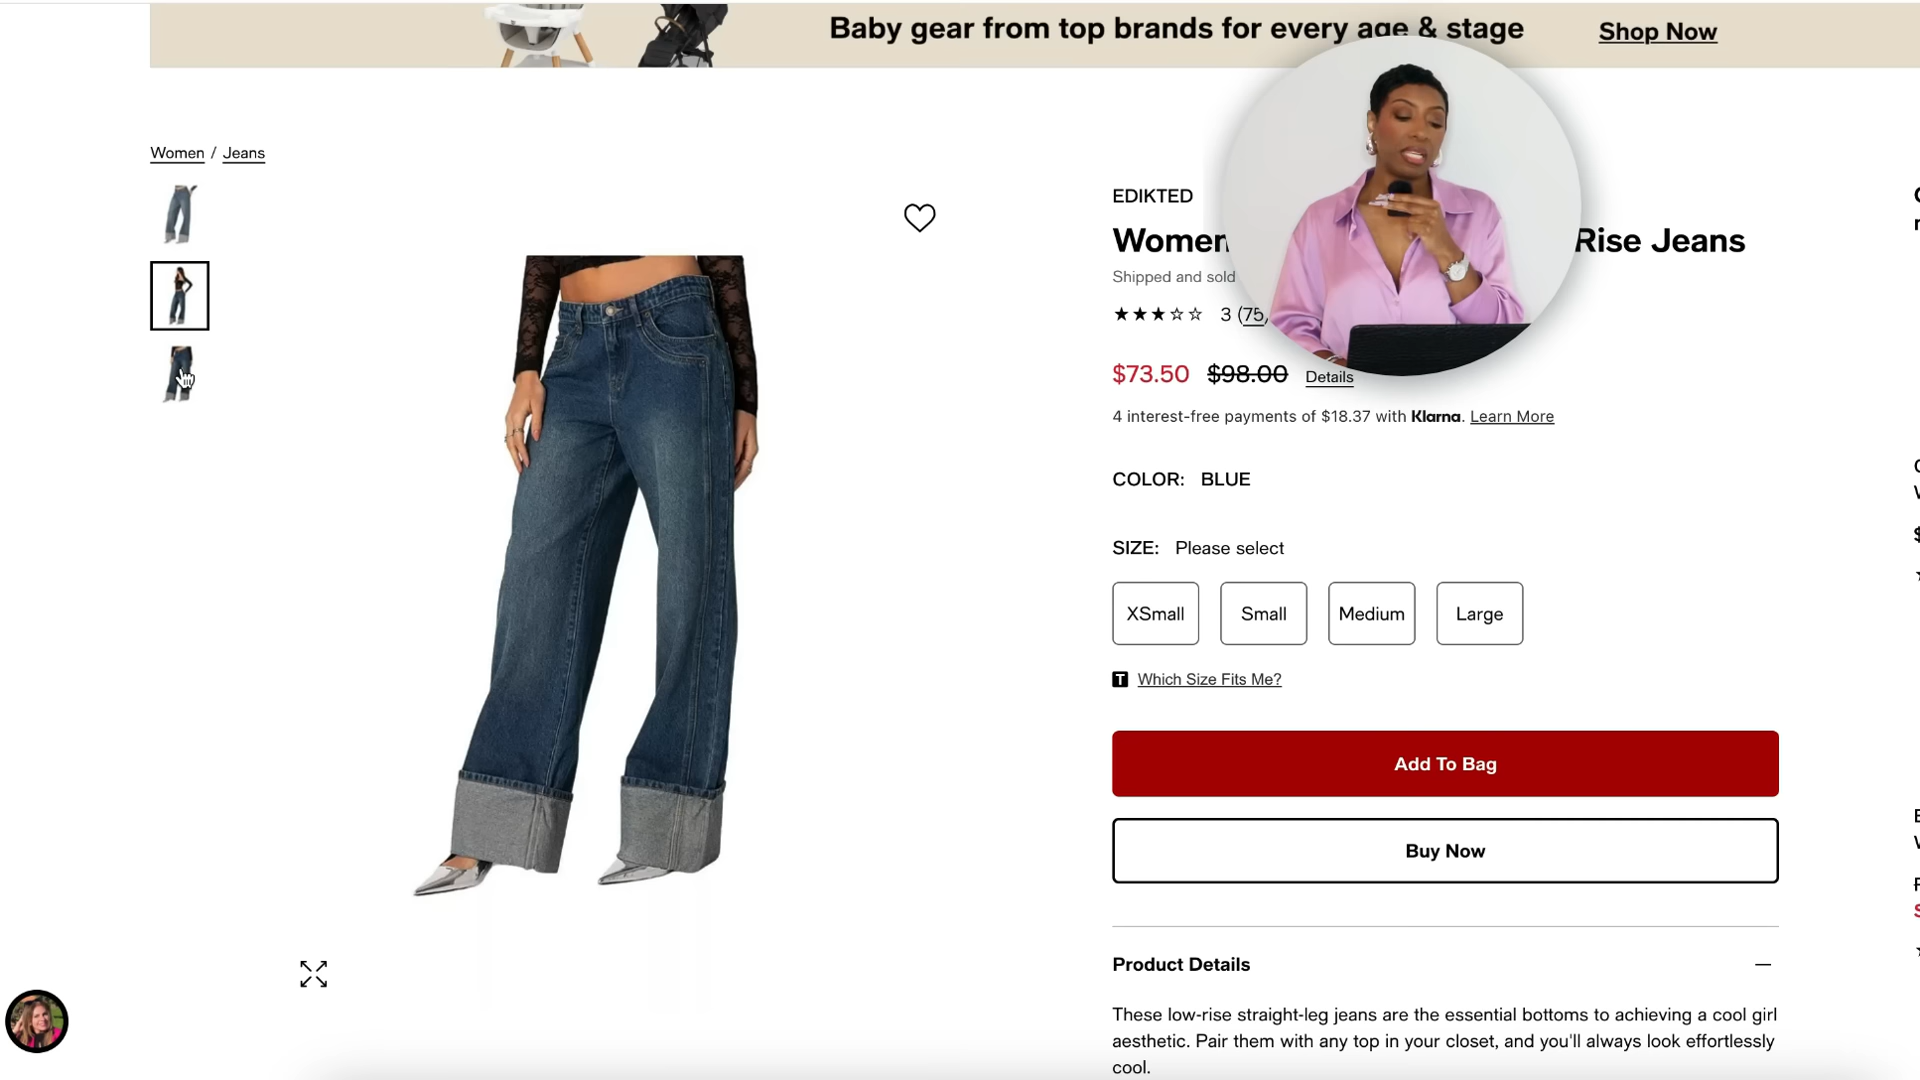 Baby gear from top brands for every age & stage
Shop Now
Women / Jeans
EDIKTED
Rise Jeans
Shipped and sold
3 (75
$73.50 $98.00 Details
4 interest-free payments of $18.37 with Klarna. Learn More
COLOR: BLUE
SIZE: Please select
XSmall
Small
Medium
Large
T Which Size Fits Me?
Add To Bag
Buy Now
Product Details
These low-rise straight-leg jeans are the essential bottoms to achieving a cool girl
aesthetic. Pair them with any top in your closet, and you'll always look effortlessly
cool.